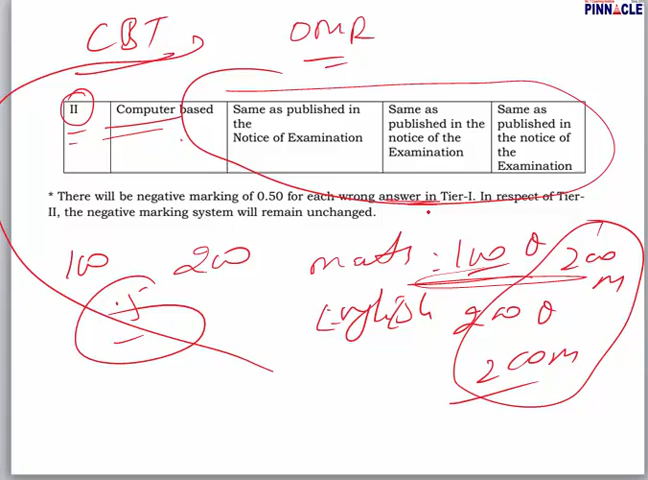 PINNACLE
CBT OMR
II Computer based Same as published in the Notice of Examination Same as published in the notice of the Examination Same as published in the notice of the Examination
* There will be negative marking of 0.50 for each wrong answer in Tier-I. In respect of Tier-
II, the negative marking system will remain unchanged.
100 200 maths : 100 Q 200 m
.5 English 200 Q
200 m